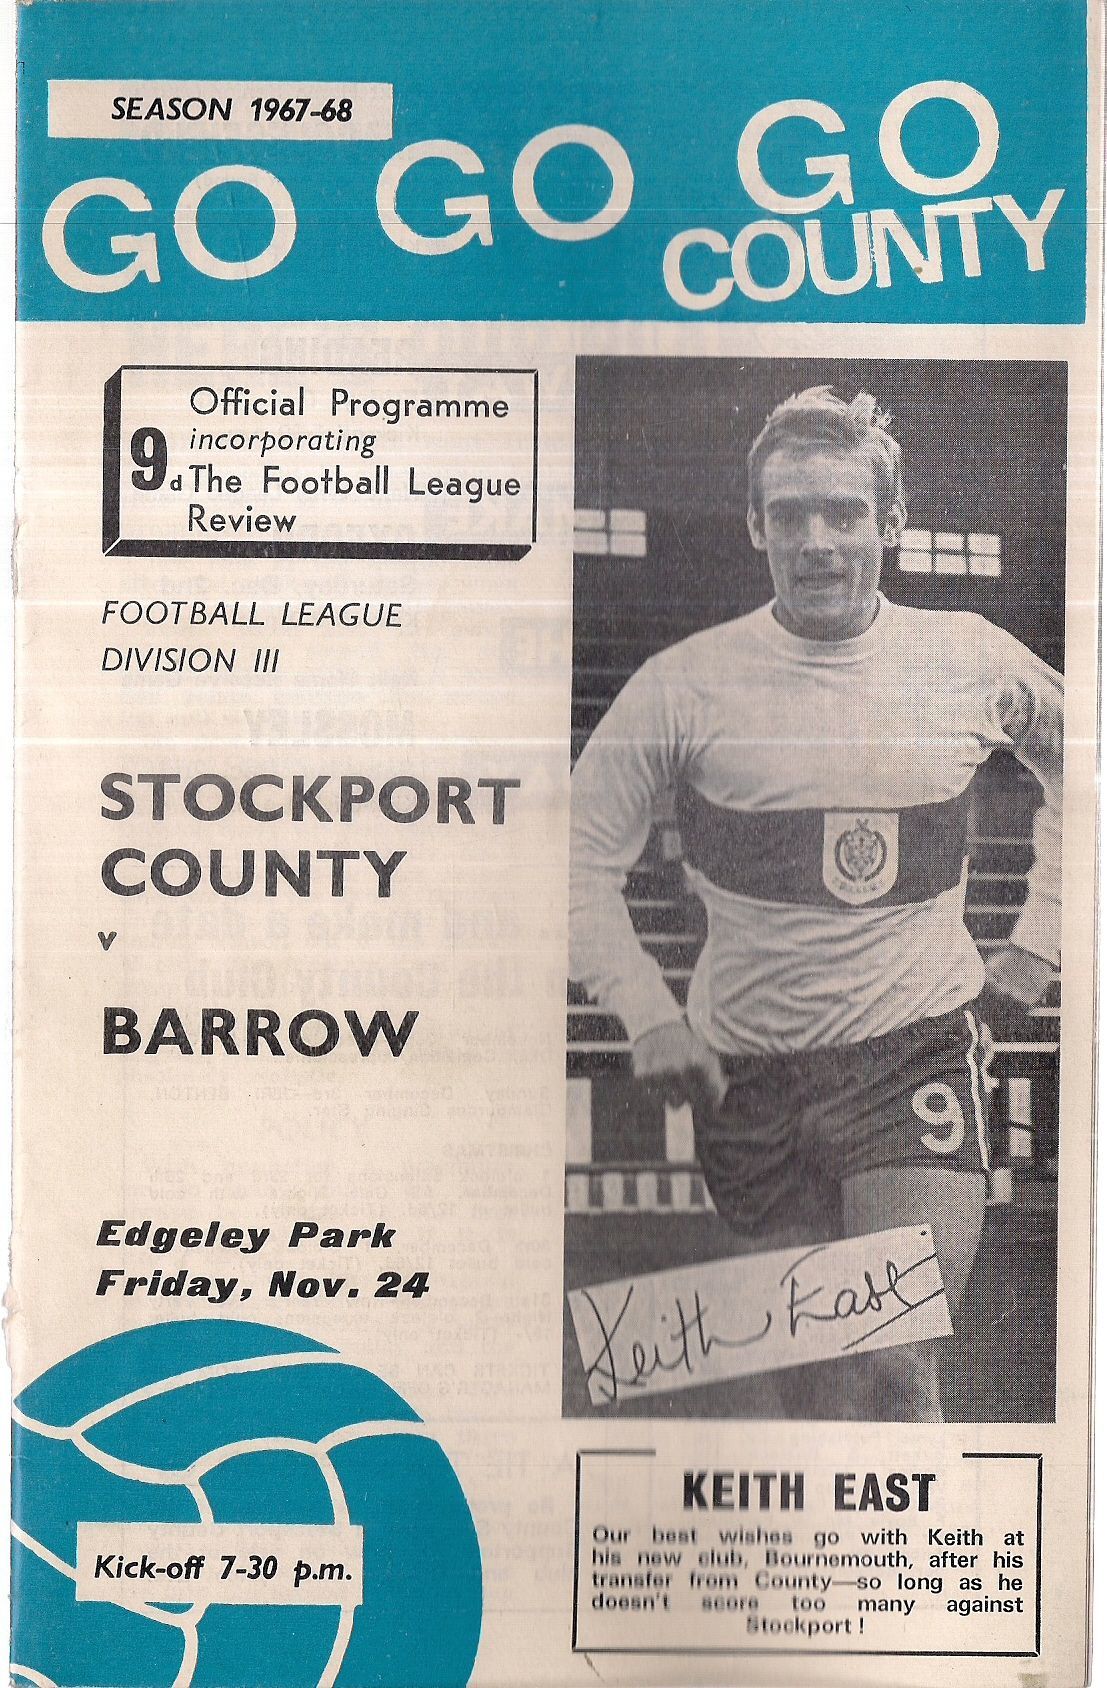 SEASON 1967-68
GO GO GO
COUNTY
Official Programme
incorporating
9d The Football League
Review
FOOTBALL LEAGUE
DIVISION III
STOCKPORT
COUNTY
v
BARROW
Edgeley Park
Friday, Nov. 24
Kick-off 7-30 p.m.
9
Keith East
KEITH EAST
Our best wishes go with Keith at
his new club, Bournemouth, after his
transfer from County—so long as he
doesn't score too many against
Stockport !